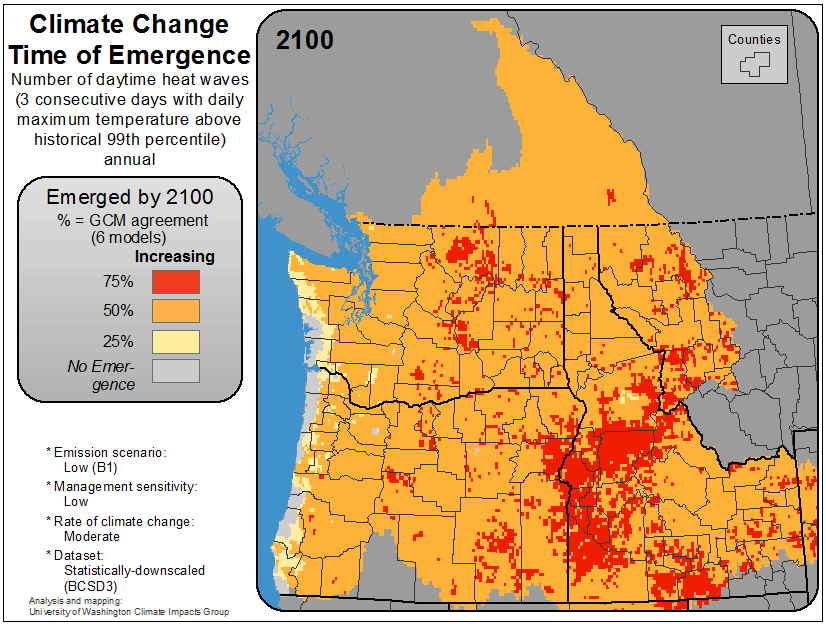 Climate Change
Time of Emergence
Number of daytime heat waves
(3 consecutive days with daily
maximum temperature above
historical 99th percentile)
annual
Emerged by 2100
% = GCM agreement
(6 models)
Increasing
75%
50%
25%
No Emer-
gence
* Emission scenario:
Low (B1)
* Management sensitivity:
Low
* Rate of climate change:
Moderate
* Dataset:
Statistically-downscaled
(BCSD3)
Analysis and mapping:
University of Washington Climate Impacts Group
2100
Counties